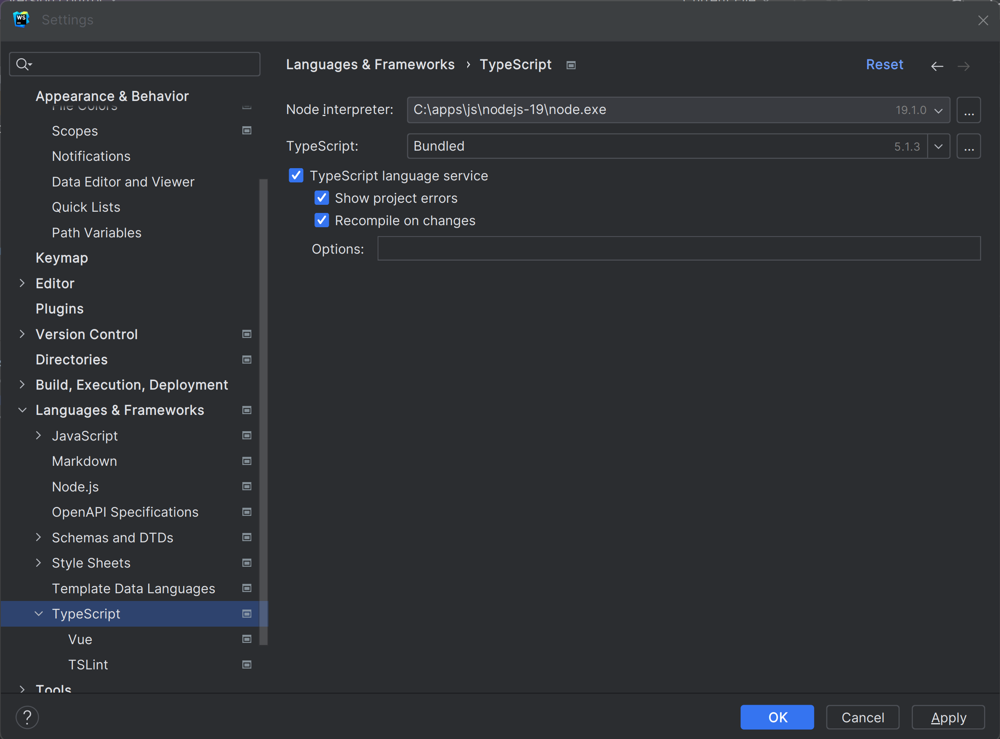 WS
Settings
Languages & Frameworks › TypeScript
Reset
Appearance & Behavior
File Colors
Scopes
Notifications
Data Editor and Viewer
Quick Lists
Path Variables
Keymap
Editor
Plugins
Version Control
Directories
Build, Execution, Deployment
Languages & Frameworks
JavaScript
Markdown
Node.js
OpenAPI Specifications
Schemas and DTDs
Style Sheets
Template Data Languages
TypeScript
Vue
TSLint
Tools
Node interpreter: C:\apps\js\nodejs-19\node.exe 19.1.0 ...
TypeScript: Bundled 5.1.3 ...
TypeScript language service
Show project errors
Recompile on changes
Options:
?
OK Cancel Apply